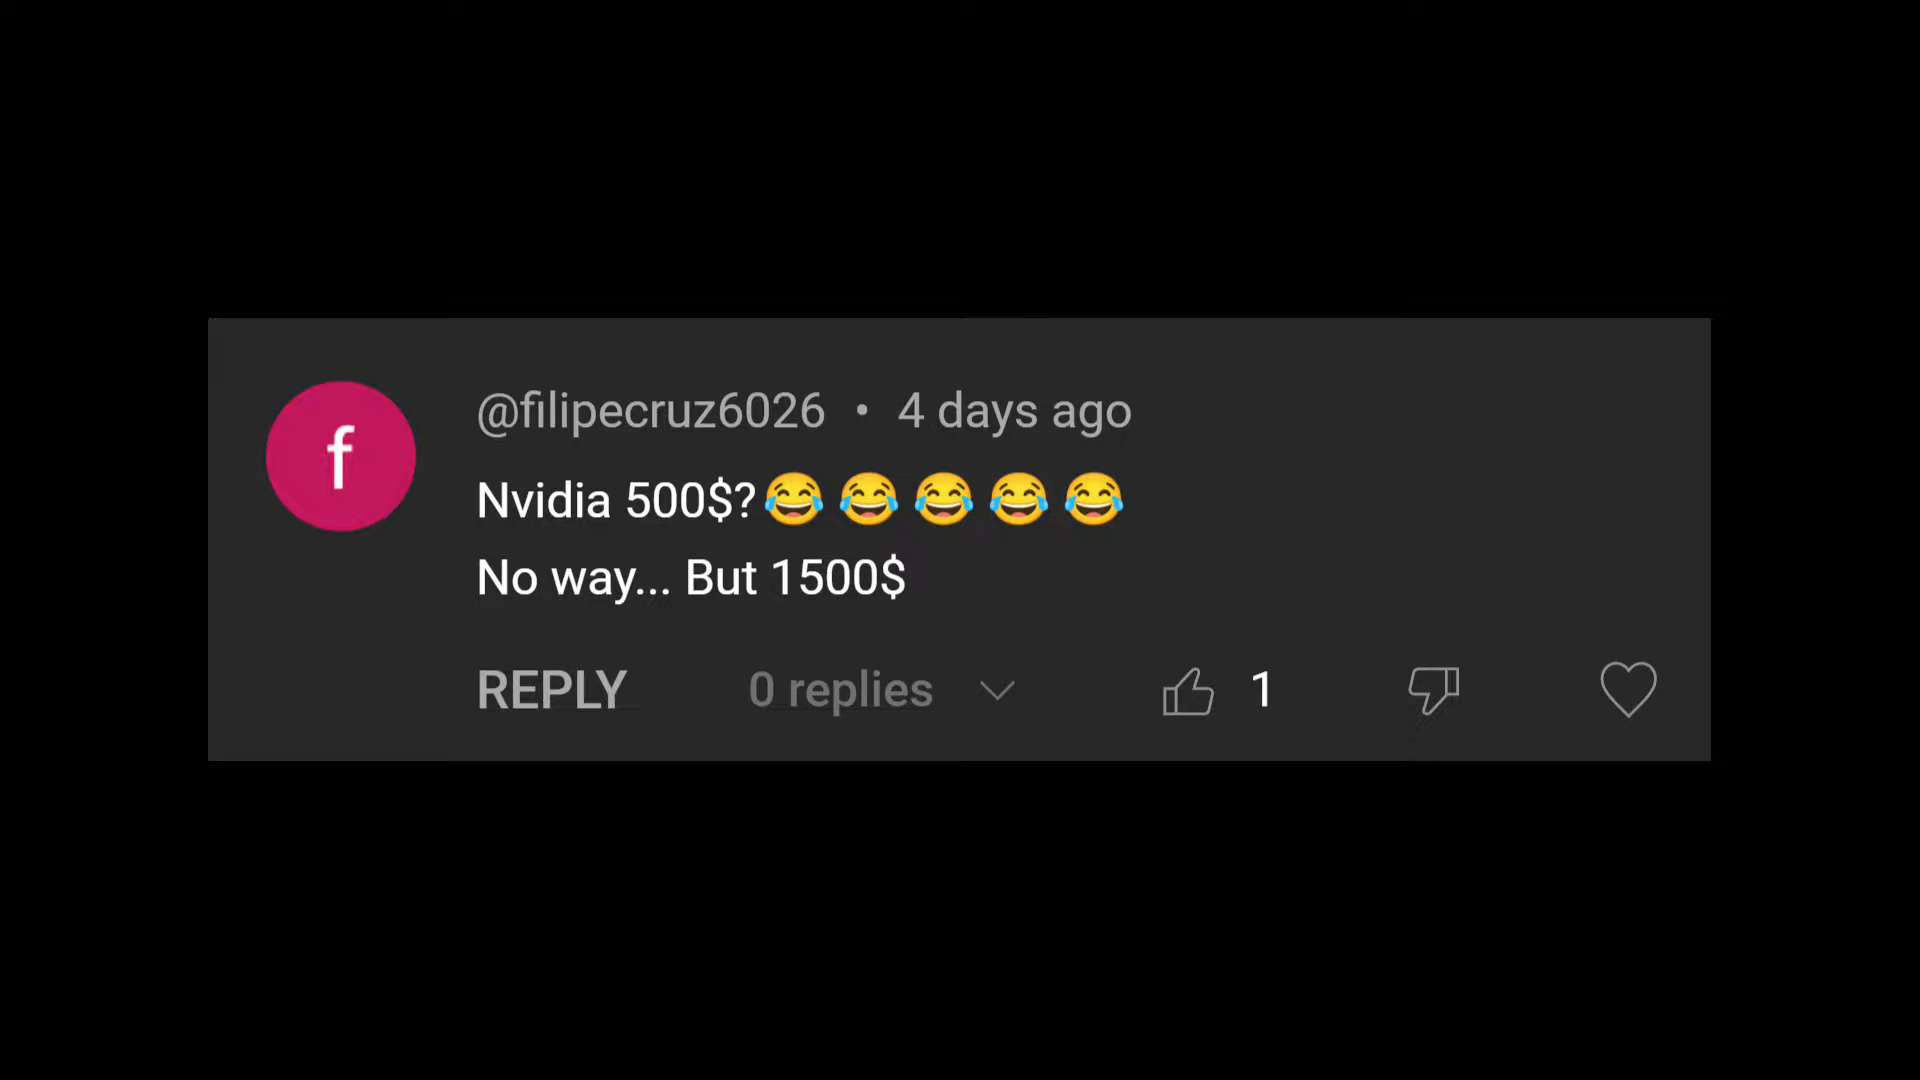 f
@filipecruz6026 • 4 days ago
Nvidia 500$?😂😂😂😂😂
No way... But 1500$
REPLY 0 replies 1